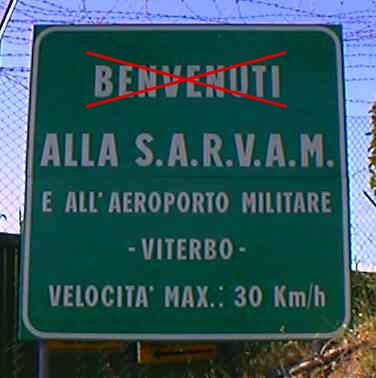 BENVENUTI
ALLA S.A.R.V.A.M.
E ALL'AEROPORTO MILITARE
-VITERBO-
VELOCITA' MAX.: 30 Km/h